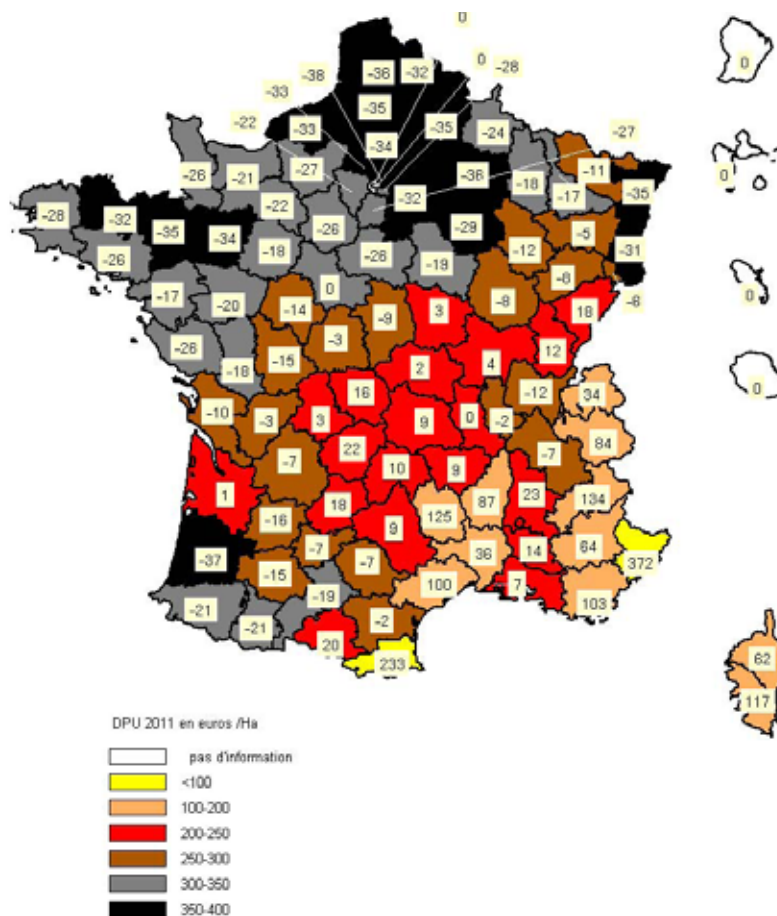 0
-38 -36 -32 0 -28
0
-33 -35
-22 -33 -34 -35 -24 -27
-26 -21 -27 -36 -18 -11
0
-28 -32 -22 -32 -17 -35
-35 -34 -26 -29 -5
-26 -18 -26 -19 -12 -31
-17 -20 0 -8 -8 -6
0
-14 -9 3 18
-26 -18 -15 -3 2 4 12
-10 -3 3 16 9 0 -2 -12 34
0
-7 22 10 9 -7 84
1 -16 18 9 125 87 23 134
-37 -15 -7 -7 36 14 64 372
-21 -21 -19 100 7 103
20 -2
233
62
117
DPU 2011 en euros /Ha
pas d'information
<100
100-200
200-250
250-300
300-350
350-400